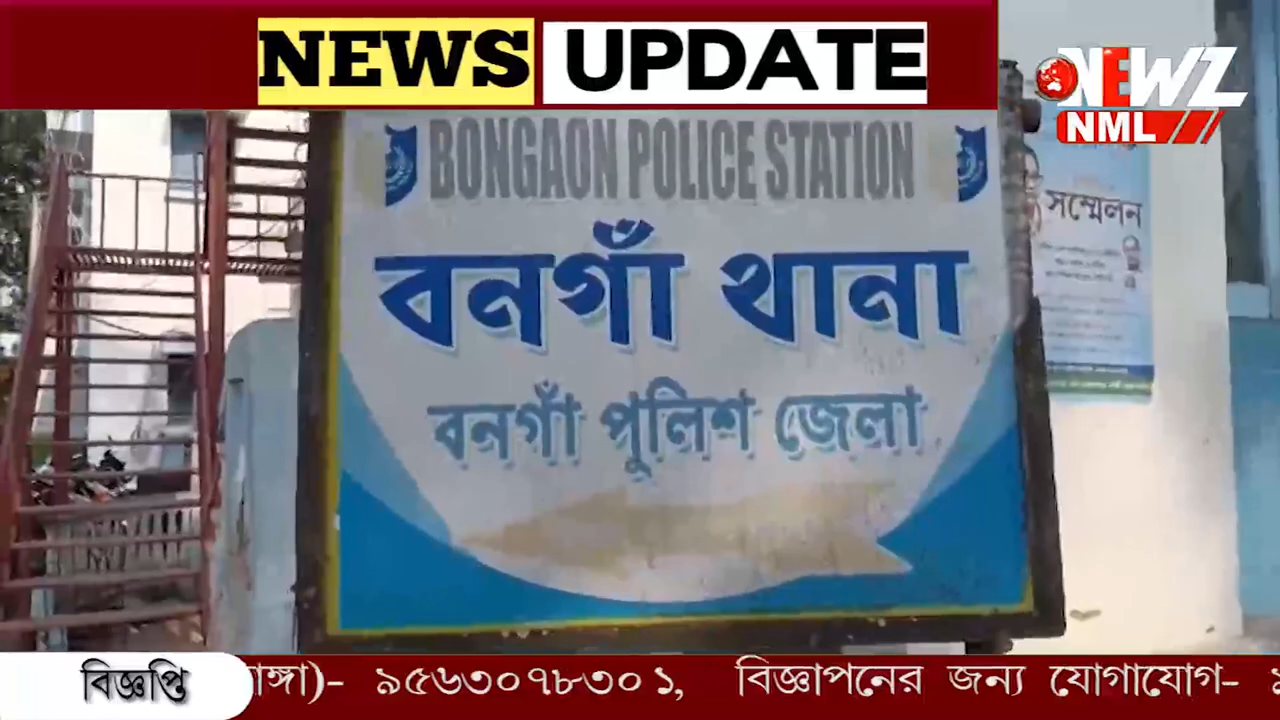 NEWS UPDATE
NEWZ
NML
BONGAON POLICE STATION
বনগাঁ থানা
বনগাঁ পুলিশ জেলা
সম্মেলন
বিজ্ঞপ্তি
ঙ্গা)- ৯৫৬৩০৭৮৩০১, বিজ্ঞাপনের জন্য যোগাযোগ-